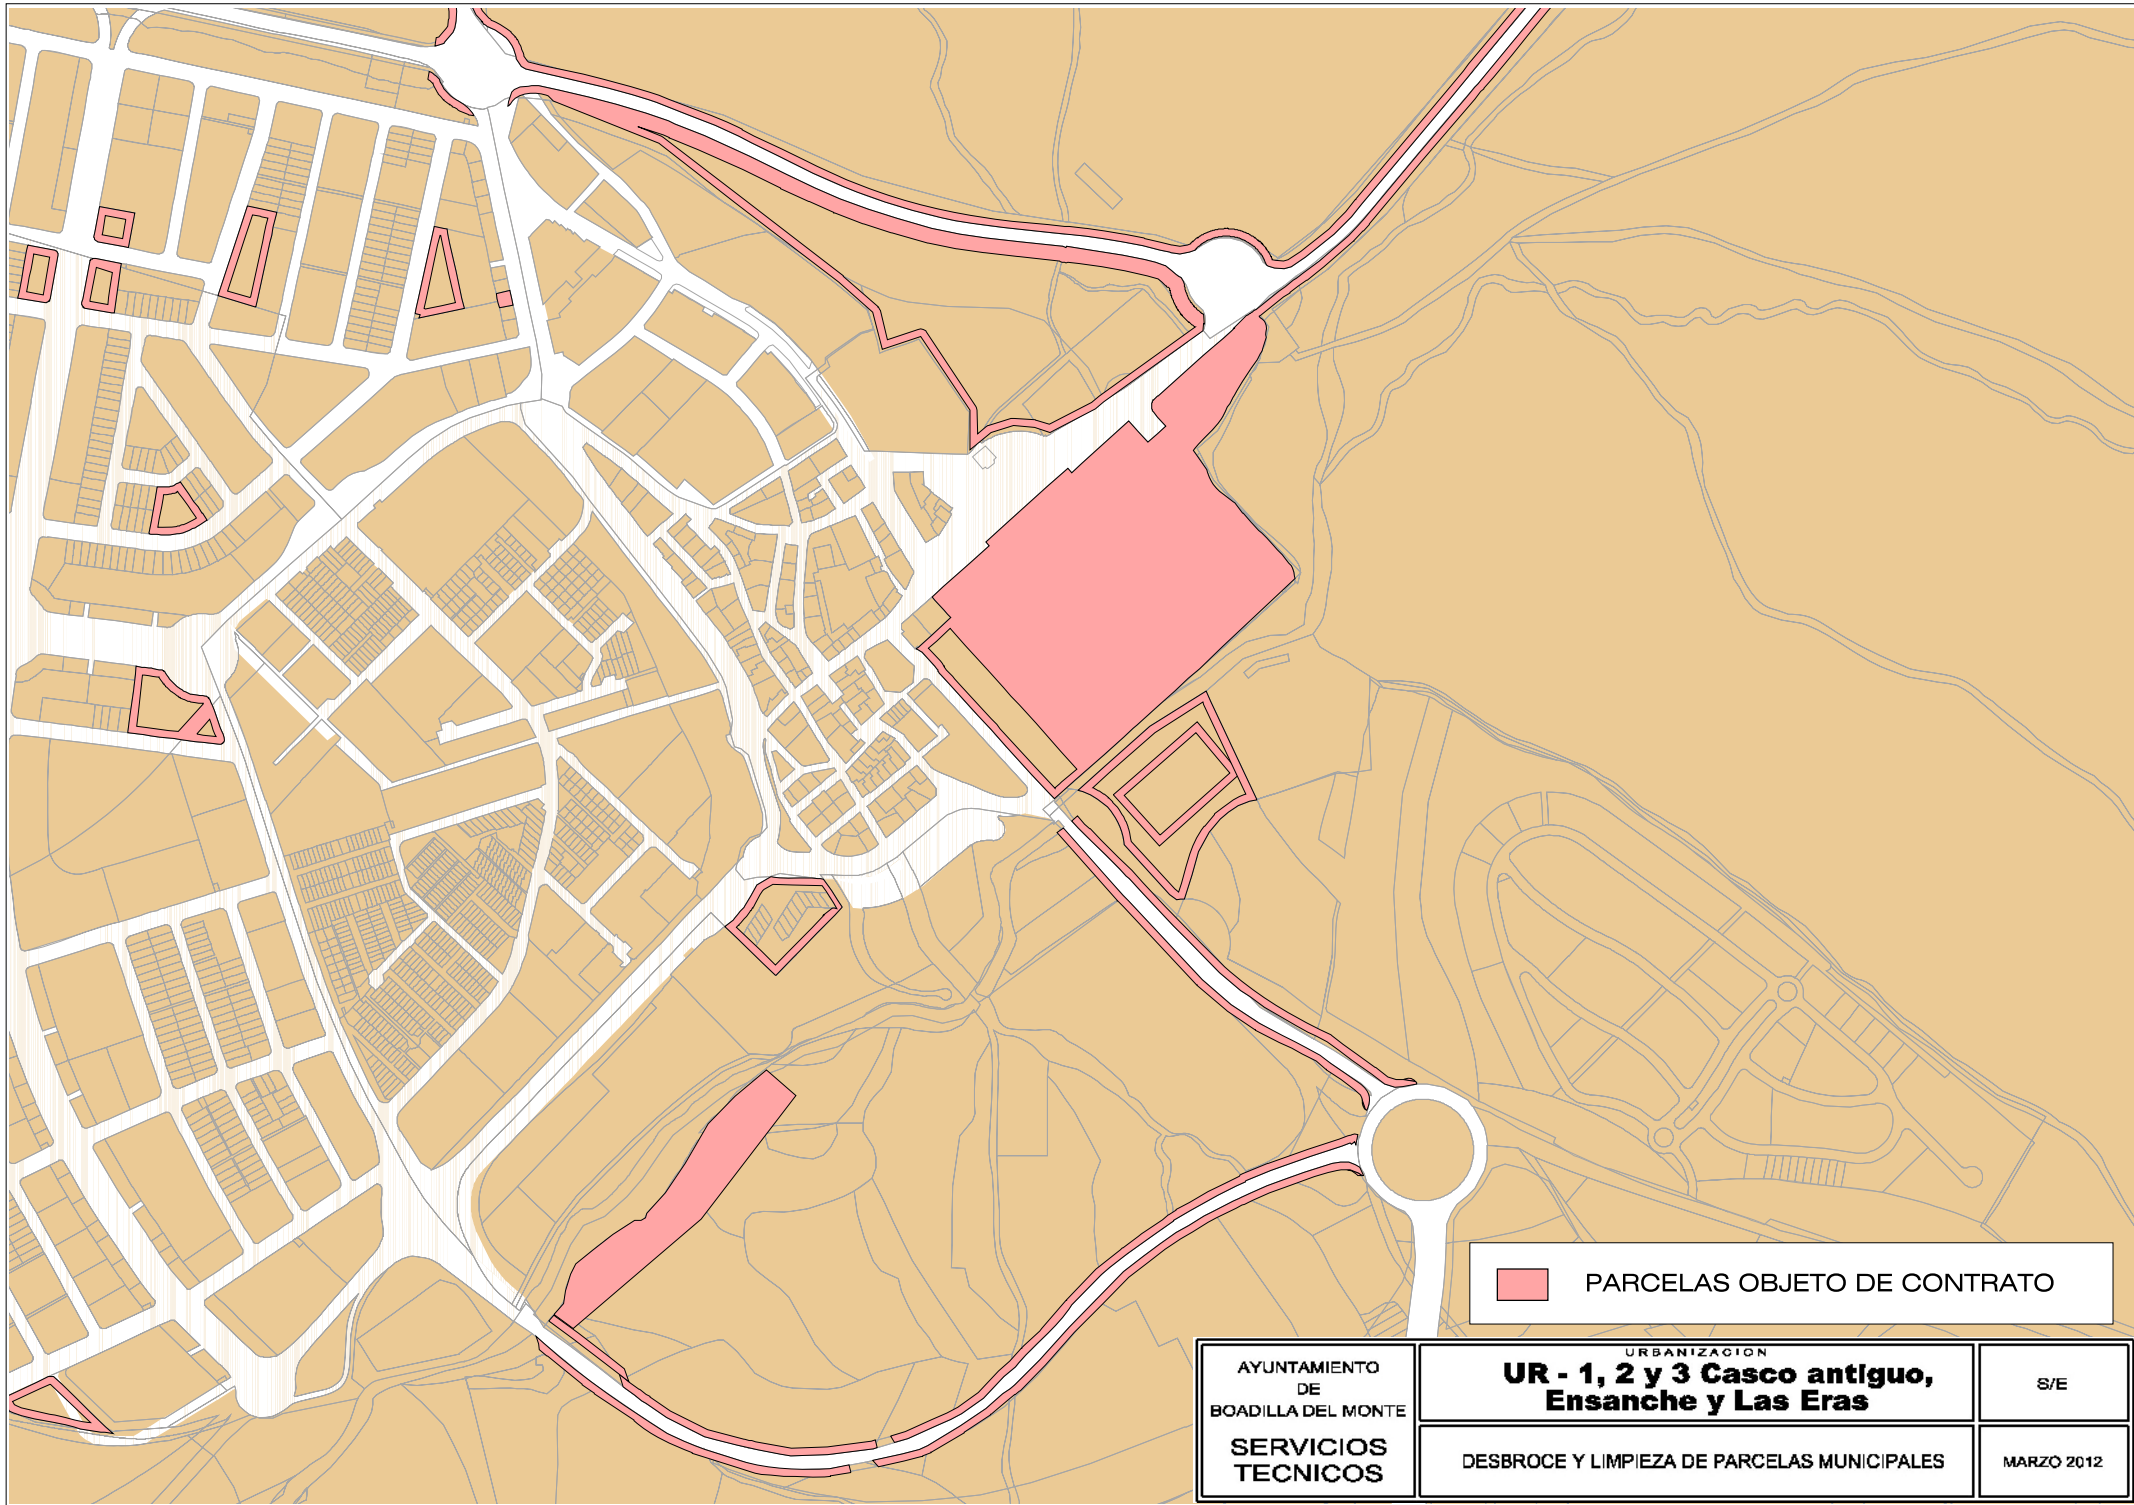 PARCELAS OBJETO DE CONTRATO
AYUNTAMIENTO
DE
BOADILLA DEL MONTE
SERVICIOS
TECNICOS
URBANIZACION
UR - 1, 2 y 3 Casco antiguo,
Ensanche y Las Eras
DESBROCE Y LIMPIEZA DE PARCELAS MUNICIPALES
S/E
MARZO 2012